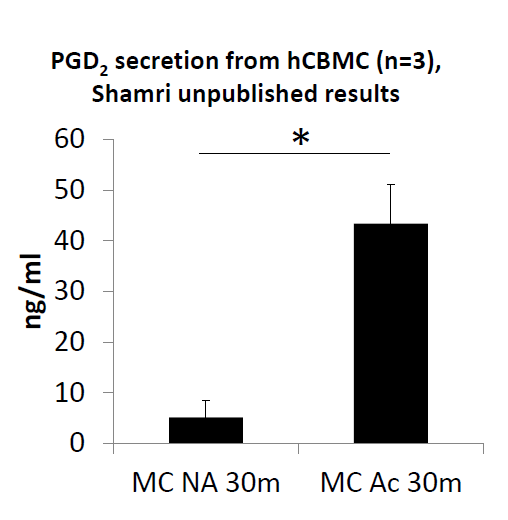 PGD2 secretion from hCBMC (n=3),
Shamri unpublished results
*
60
50
40
30
20
10
0
ng/ml
MC NA 30m MC Ac 30m